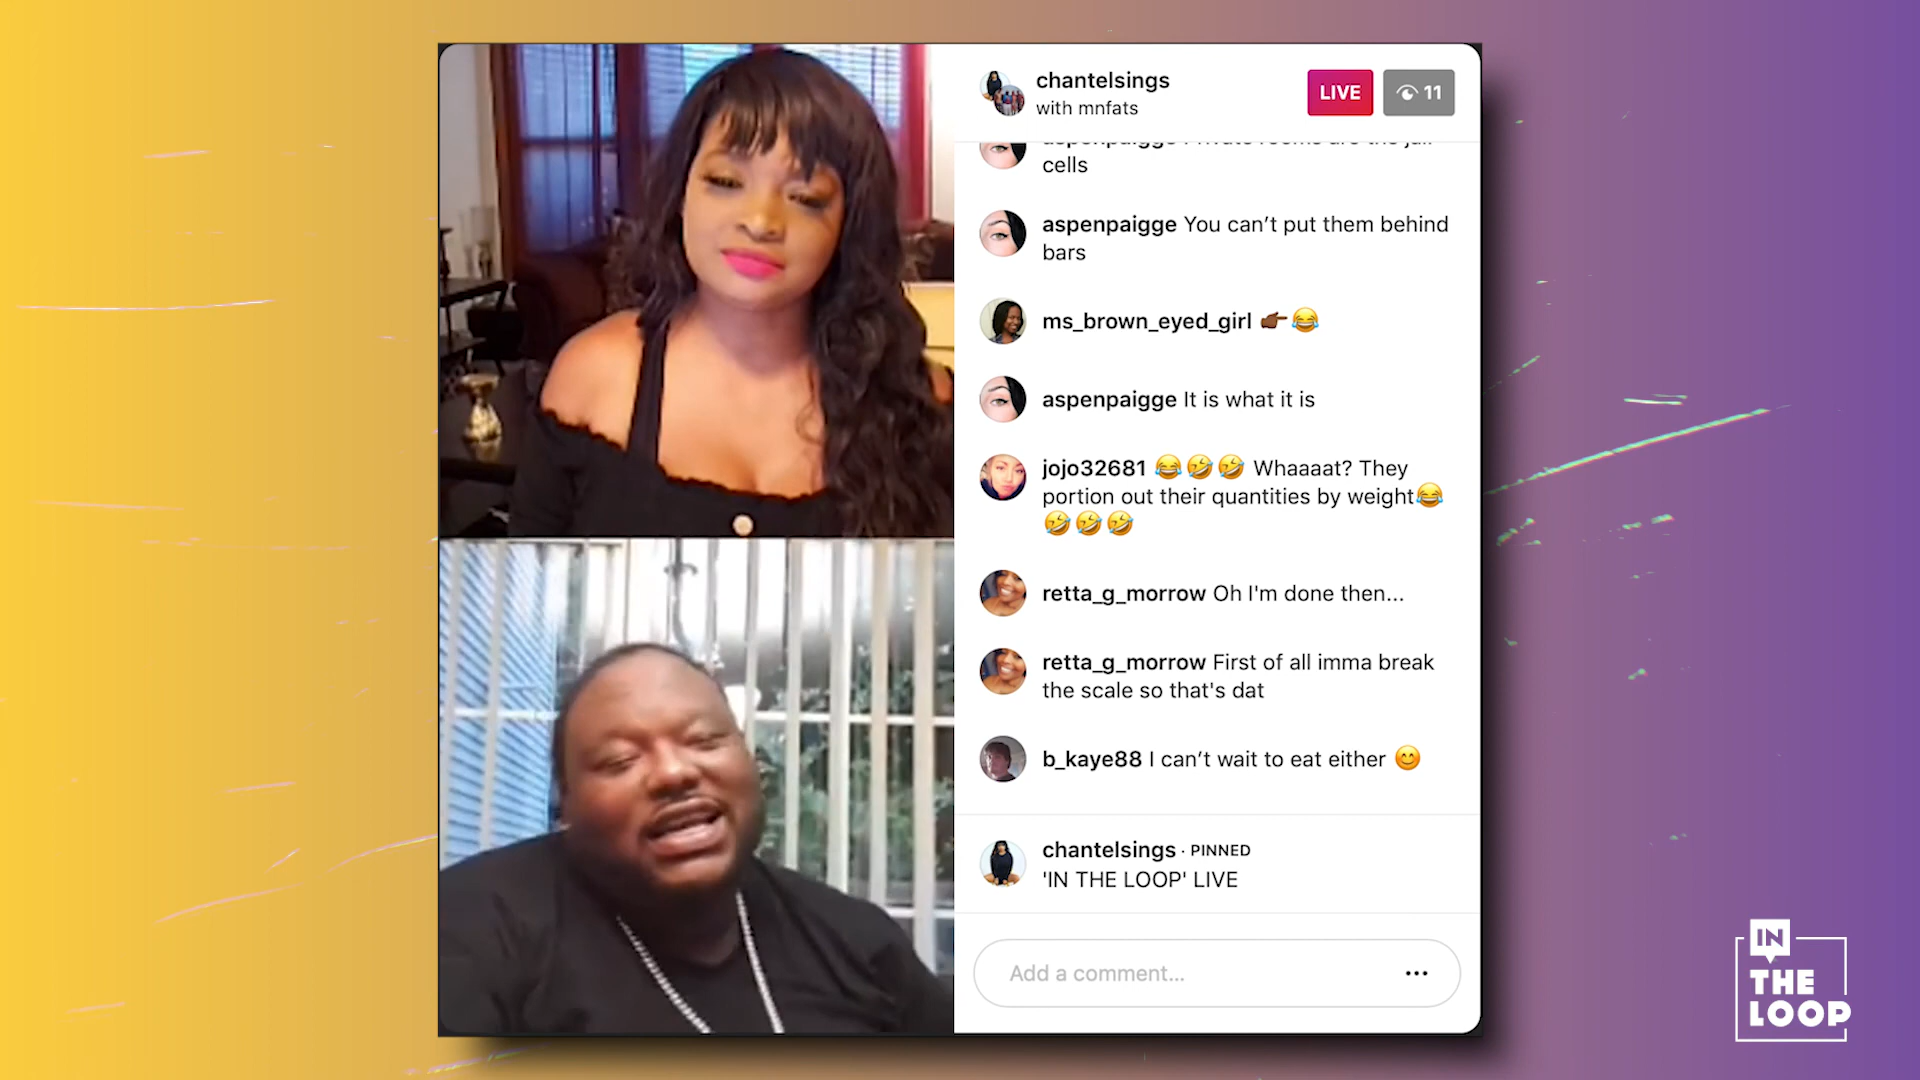 chantelsings
with mnfats
LIVE
11
cells
aspenpaigge You can’t put them behind
bars
ms_brown_eyed_girl 👉🏾😂
aspenpaigge It is what it is
jojo32681 😂🤣🤣 Whaaaat? They
portion out their quantities by weight😂
🤣🤣🤣
retta_g_morrow Oh I'm done then...
retta_g_morrow First of all imma break
the scale so that's dat
b_kaye88 I can’t wait to eat either 😊
chantelsings · PINNED
'IN THE LOOP' LIVE
Add a comment...
IN
THE
LOOP